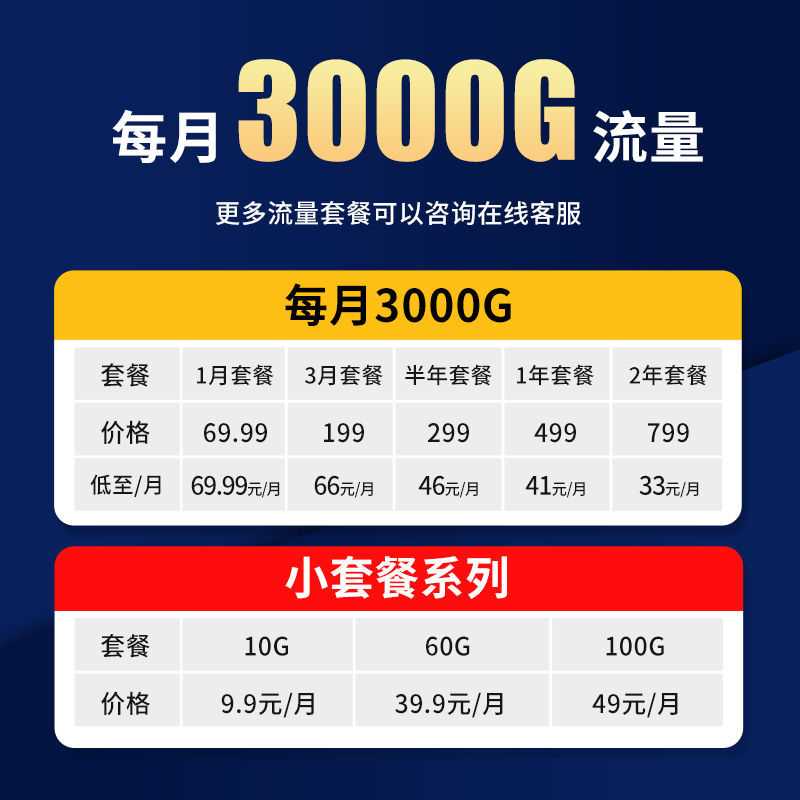 每月3000G流量
更多流量套餐可以咨询在线客服
每月3000G
套餐 1月套餐 3月套餐 半年套餐 1年套餐 2年套餐
价格 69.99 199 299 499 799
低至/月 69.99元/月 66元/月 46元/月 41元/月 33元/月
小套餐系列
套餐 10G 60G 100G
价格 9.9元/月 39.9元/月 49元/月